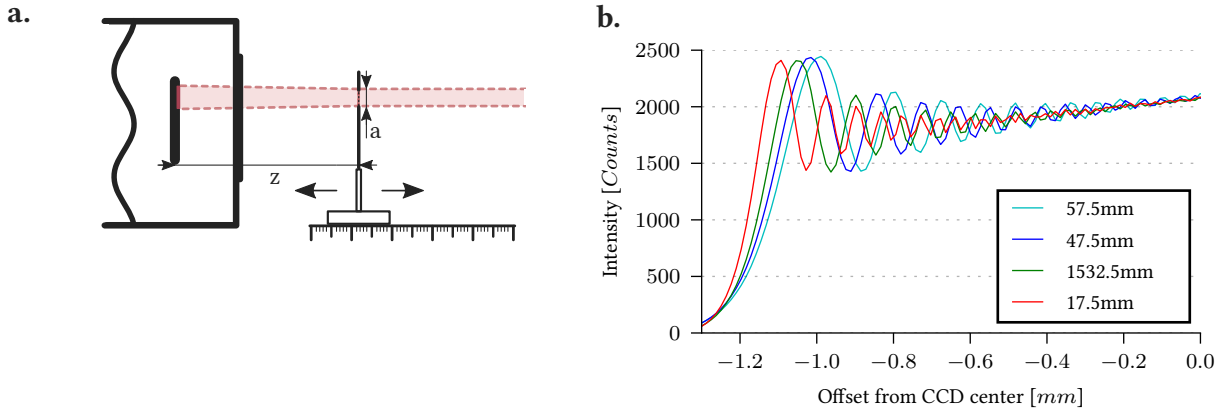 a.
a
z
b.
2500
2000
1500
1000
500
0
Intensity [Counts]
57.5mm
47.5mm
1532.5mm
17.5mm
−1.2 −1.0 −0.8 −0.6 −0.4 −0.2 0.0
Offset from CCD center [mm]